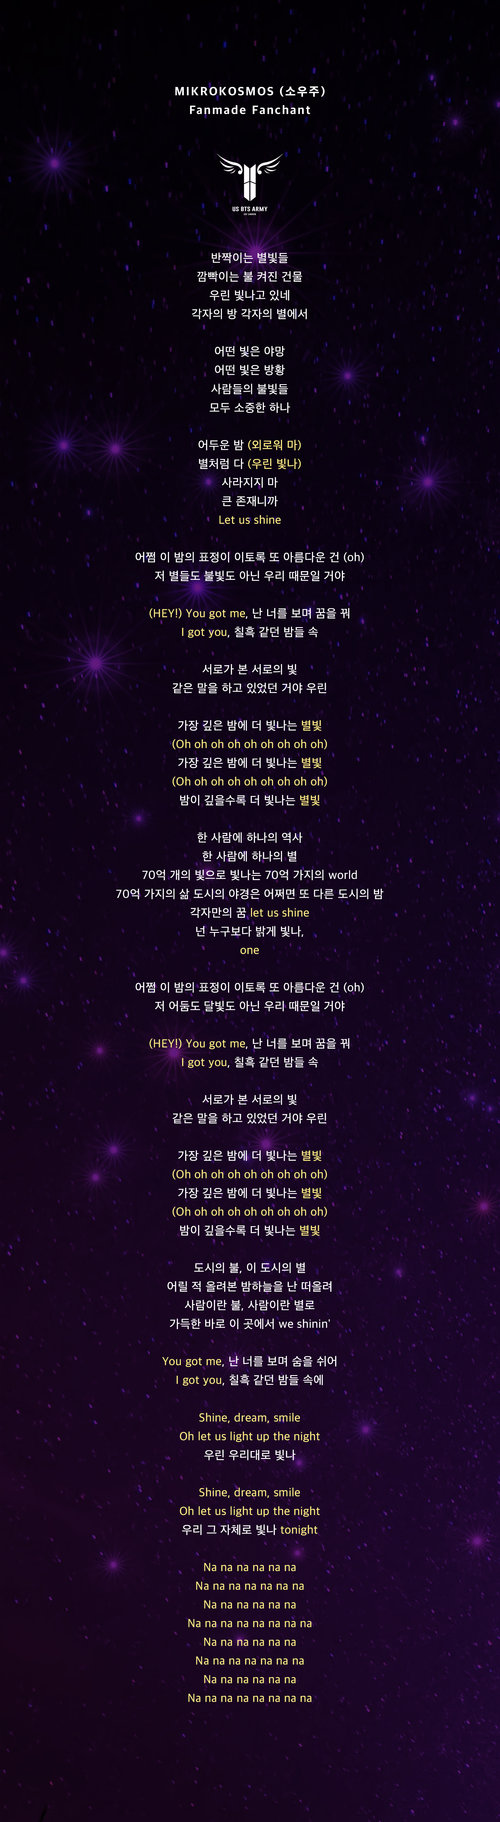 MIKROKOSMOS (소우주)
Fanmade Fanchant
US BTS ARMY
반짝이는 별빛들
깜빡이는 불 켜진 건물
우린 빛나고 있네
각자의 방 각자의 별에서
어떤 빛은 야망
어떤 빛은 방황
사람들의 불빛들
모두 소중한 하나
어두운 밤 (외로워 마)
별처럼 다 (우린 빛나)
사라지지 마
큰 존재니까
Let us shine
어쩜 이 밤의 표정이 이토록 또 아름다운 건 (oh)
저 별들도 불빛도 아닌 우리 때문일 거야
(HEY!) You got me, 난 너를 보며 꿈을 꿔
I got you, 칠흑 같던 밤들 속
서로가 본 서로의 빛
같은 말을 하고 있었던 거야 우린
가장 깊은 밤에 더 빛나는 별빛
(Oh oh oh oh oh oh oh oh oh)
가장 깊은 밤에 더 빛나는 별빛
(Oh oh oh oh oh oh oh oh oh)
밤이 깊을수록 더 빛나는 별빛
한 사람에 하나의 역사
한 사람에 하나의 별
70억 개의 빛으로 빛나는 70억 가지의 world
70억 가지의 삶 도시의 야경은 어쩌면 또 다른 도시의 밤
각자만의 꿈 let us shine
넌 누구보다 밝게 빛나,
one
어쩜 이 밤의 표정이 이토록 또 아름다운 건 (oh)
저 어둠도 달빛도 아닌 우리 때문일 거야
(HEY!) You got me, 난 너를 보며 꿈을 꿔
I got you, 칠흑 같던 밤들 속
서로가 본 서로의 빛
같은 말을 하고 있었던 거야 우린
가장 깊은 밤에 더 빛나는 별빛
(Oh oh oh oh oh oh oh oh oh)
가장 깊은 밤에 더 빛나는 별빛
(Oh oh oh oh oh oh oh oh oh)
밤이 깊을수록 더 빛나는 별빛
도시의 불, 이 도시의 별
어릴 적 올려본 밤하늘을 난 떠올려
사람이란 불, 사람이란 별로
가득한 바로 이 곳에서 we shinin'
You got me, 난 너를 보며 숨을 쉬어
I got you, 칠흑 같던 밤들 속에
Shine, dream, smile
Oh let us light up the night
우린 우리대로 빛나
Shine, dream, smile
Oh let us light up the night
우리 그 자체로 빛나 tonight
Na na na na na na
Na na na na na na na
Na na na na na na
Na na na na na na na na
Na na na na na na
Na na na na na na na
Na na na na na na
Na na na na na na na na